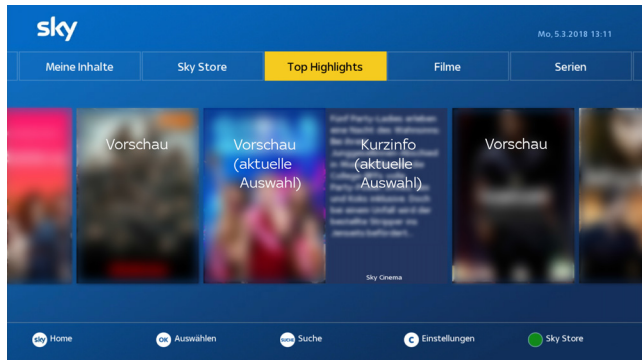 sky
Mo, 5.3.2018 13:11
Meine Inhalte
Sky Store
Top Highlights
Filme
Serien
Vorschau
Vorschau
(aktuelle
Auswahl)
Kurzinfo
(aktuelle
Auswahl)
Vorschau
Sky Cinema
sky Home
OK Auswählen
SUCHE Suche
C Einstellungen
Sky Store